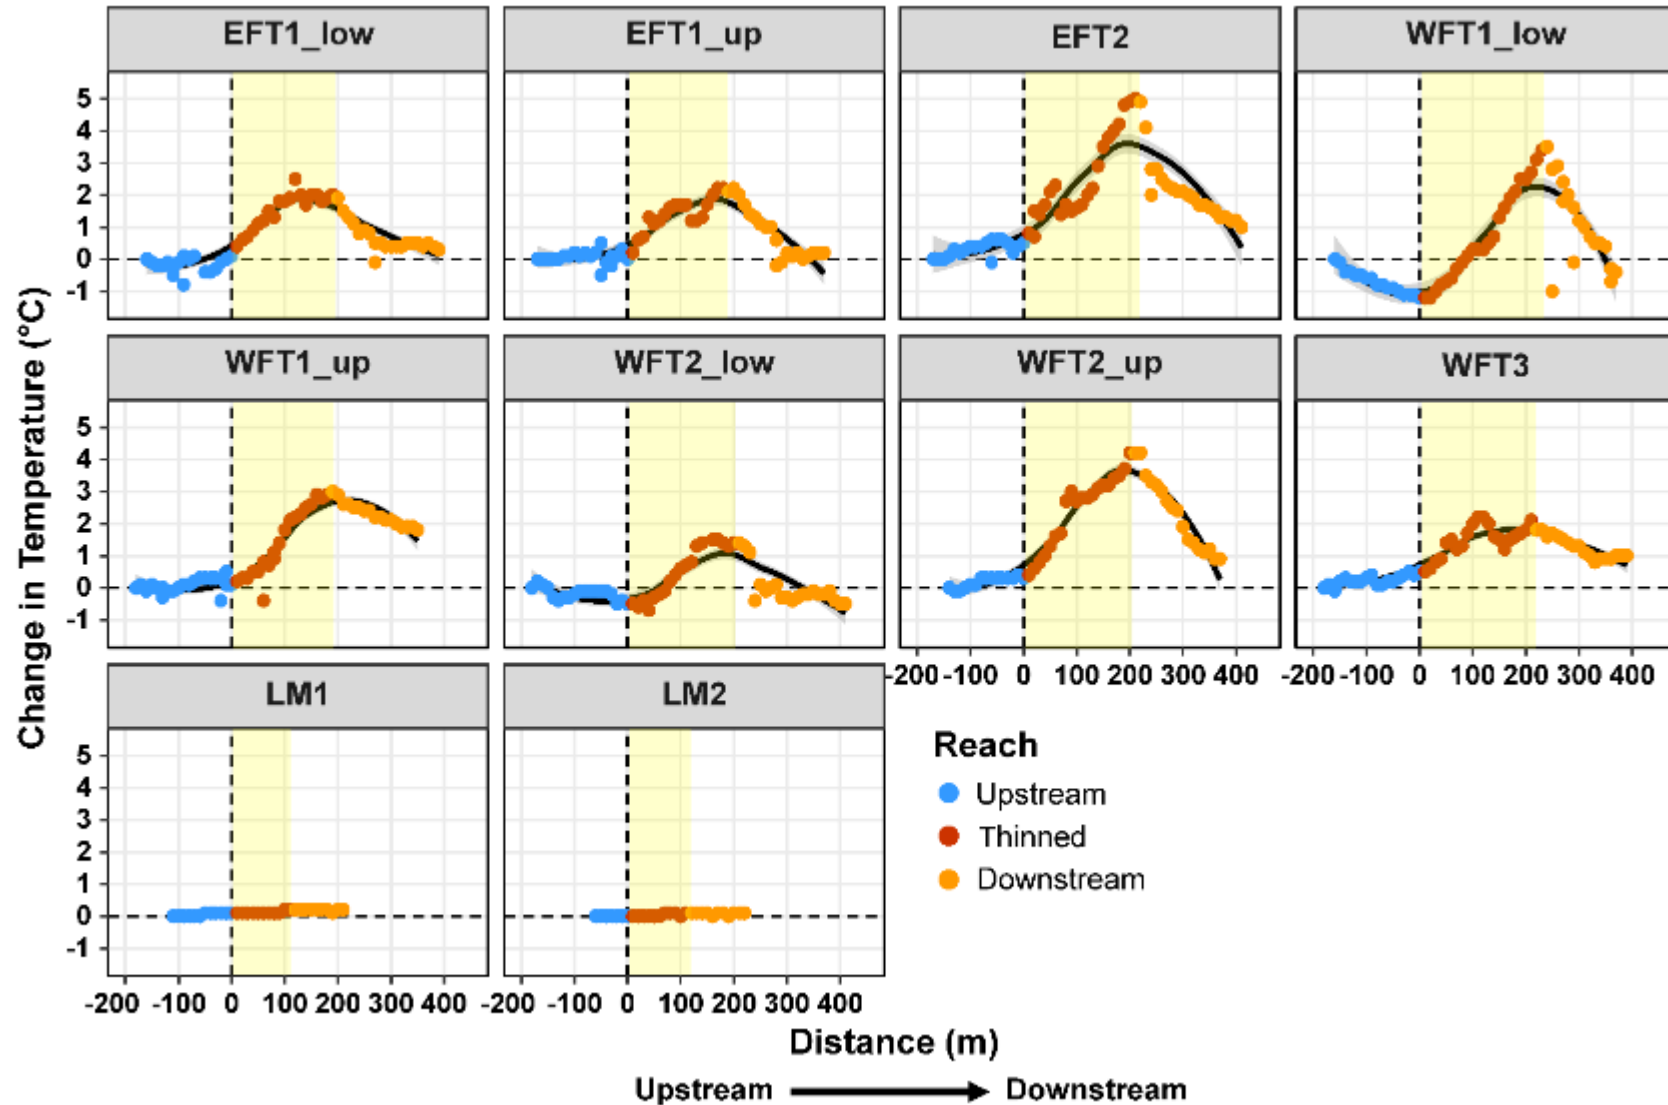 EFT1_low EFT1_up EFT2 WFT1_low
5
4
3
2
1
0
-1
WFT1_up WFT2_low WFT2_up WFT3
5
4
3
2
1
0
-1
-200 -100 0 100 200 300 400 -200 -100 0 100 200 300 400
LM1 LM2
5
4
3
2
1
0
-1
-200 -100 0 100 200 300 400 -200 -100 0 100 200 300 400
Change in Temperature (°C)
Reach
Upstream
Thinned
Downstream
Distance (m)
Upstream Downstream